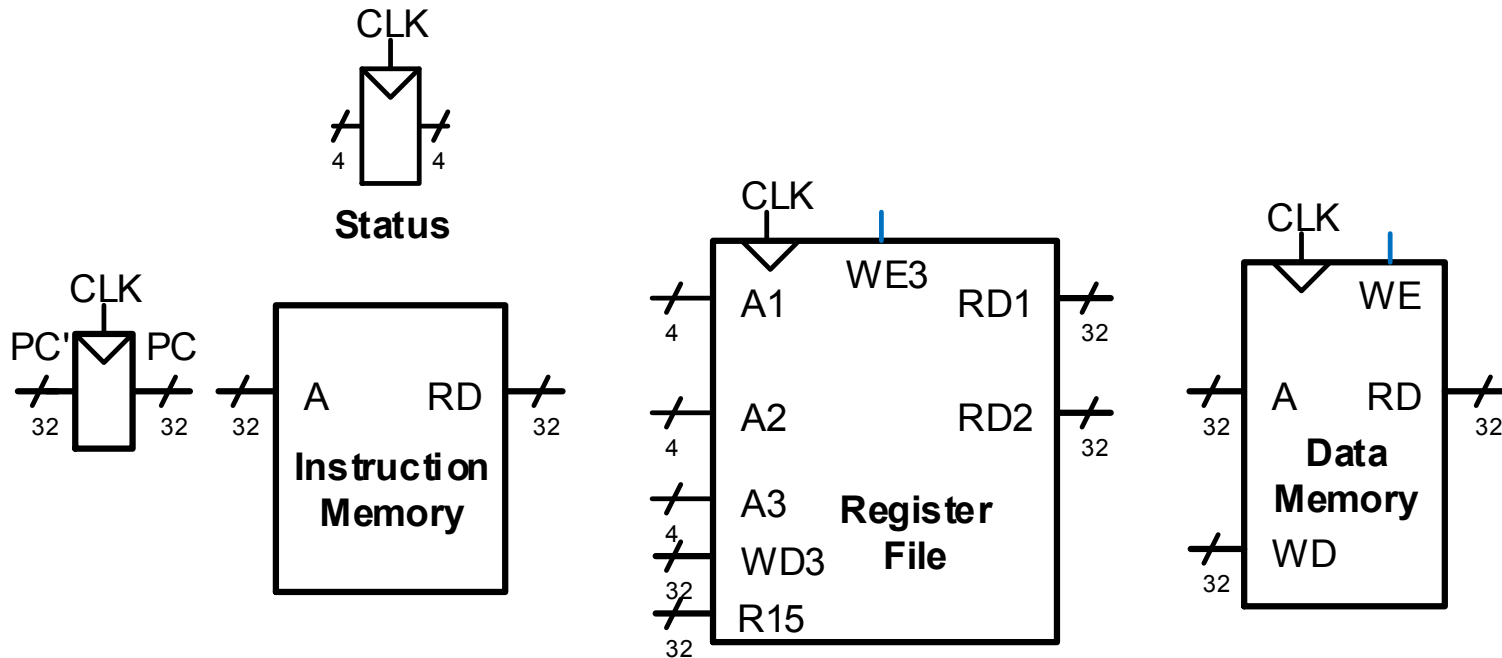 CLK
4
4
Status
CLK
PC'
PC
32
32
A
RD
32
32
Instruction
Memory
CLK
WE3
A1
RD1
4
32
A2
RD2
4
32
A3
4
WD3
32
R15
32
Register
File
CLK
WE
A
RD
32
32
Data
Memory
WD
32